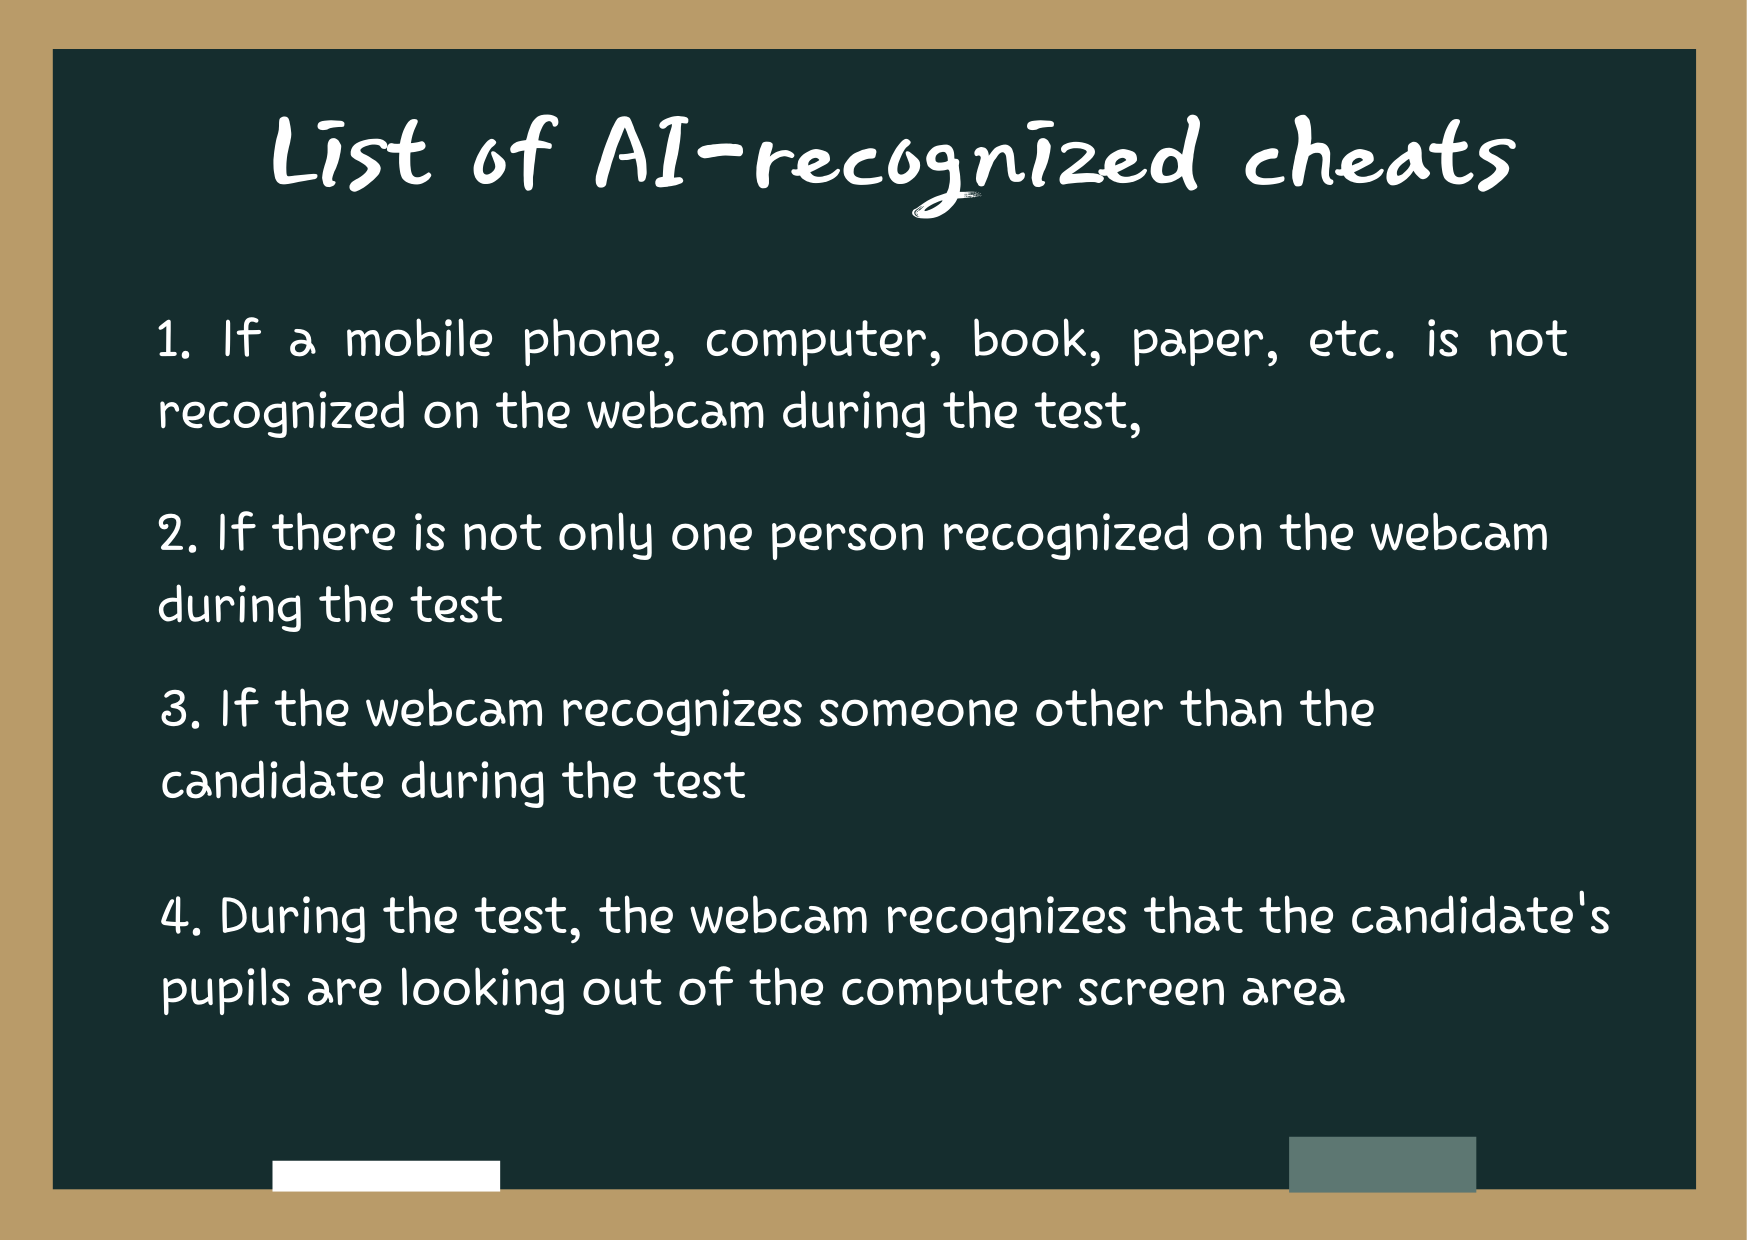 List of AI-recognized cheats
1. If a mobile phone, computer, book, paper, etc. is not
recognized on the webcam during the test,
2. If there is not only one person recognized on the webcam
during the test
3. If the webcam recognizes someone other than the
candidate during the test
4. During the test, the webcam recognizes that the candidate's
pupils are looking out of the computer screen area